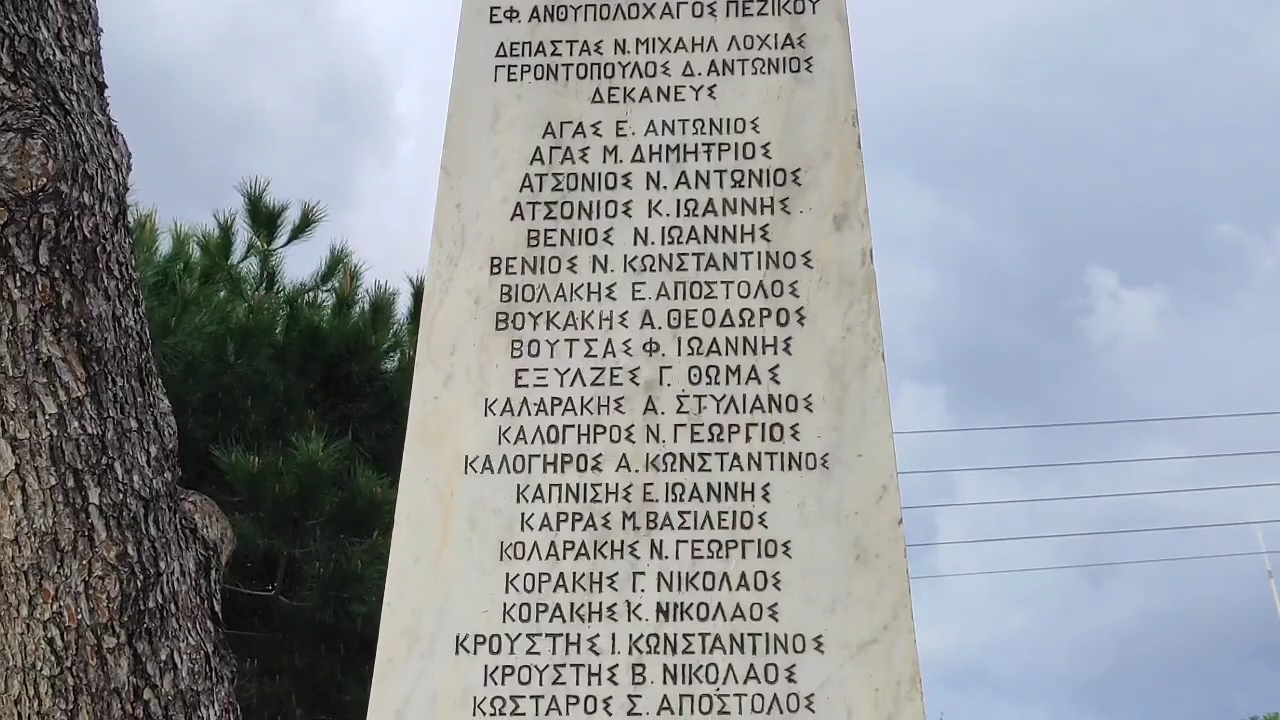 ΕΦ. ΑΝΘΥΠΟΛΟΧΑΓΟΣ ΠΕΖΙΚΟΥ
ΔΕΠΑΣΤΑΣ Ν. ΜΙΧΑΗΛ ΛΟΧΙΑΣ
ΓΕΡΟΝΤΟΠΟΥΛΟΣ Δ. ΑΝΤΩΝΙΟΣ
ΔΕΚΑΝΕΥΣ
ΑΓΑΣ Ε. ΑΝΤΩΝΙΟΣ
ΑΓΑΣ Μ. ΔΗΜΗΤΡΙΟΣ
ΑΤΣΟΝΙΟΣ Ν. ΑΝΤΩΝΙΟΣ
ΑΤΣΟΝΙΟΣ Κ. ΙΩΑΝΝΗΣ
ΒΕΝΙΟΣ Ν. ΙΩΑΝΝΗΣ
ΒΕΝΙΟΣ Ν. ΚΩΝΣΤΑΝΤΙΝΟΣ
ΒΙΟΛΑΚΗΣ Ε. ΑΠΟΣΤΟΛΟΣ
ΒΟΥΚΑΚΗΣ Α. ΘΕΟΔΩΡΟΣ
ΒΟΥΤΣΑΣ Φ. ΙΩΑΝΝΗΣ
ΕΞΥΛΖΕΣ Γ. ΘΩΜΑΣ
ΚΑΛΑΡΑΚΗΣ Α. ΣΤΥΛΙΑΝΟΣ
ΚΑΛΟΓΗΡΟΣ Ν. ΓΕΩΡΓΙΟΣ
ΚΑΛΟΓΗΡΟΣ Α. ΚΩΝΣΤΑΝΤΙΝΟΣ
ΚΑΠΝΙΣΗΣ Ε. ΙΩΑΝΝΗΣ
ΚΑΡΡΑΣ Μ. ΒΑΣΙΛΕΙΟΣ
ΚΟΛΑΡΑΚΗΣ Ν. ΓΕΩΡΓΙΟΣ
ΚΟΡΑΚΗΣ Γ. ΝΙΚΟΛΑΟΣ
ΚΟΡΑΚΗΣ Κ. ΝΙΚΟΛΑΟΣ
ΚΡΟΥΣΤΗΣ Ι. ΚΩΝΣΤΑΝΤΙΝΟΣ
ΚΡΟΥΣΤΗΣ Β. ΝΙΚΟΛΑΟΣ
ΚΩΣΤΑΡΟΣ Σ. ΑΠΟΣΤΟΛΟΣ